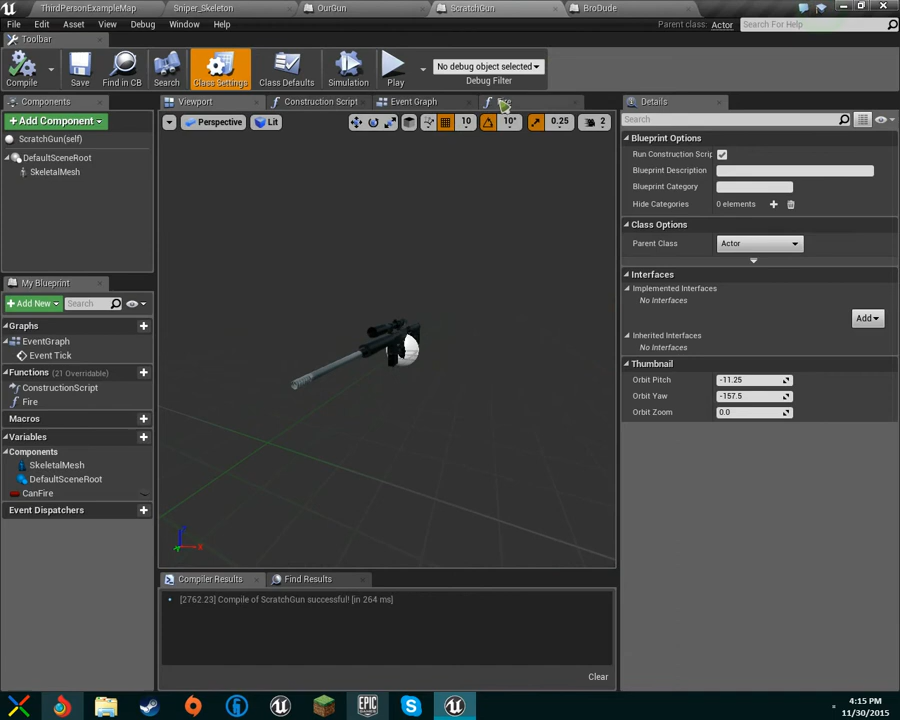 ThirdPersonExampleMap
Sniper_Skeleton
OurGun
ScratchGun
BroDude
File Edit Asset View Debug Window Help
Parent class: Actor
Search For Help
Toolbar
Compile
Save
Find in CB
Search
Class Settings
Class Defaults
Simulation
Play
No debug object selected
Debug Filter
Components
+ Add Component
ScratchGun(self)
DefaultSceneRoot
SkeletalMesh
My Blueprint
+ Add New
Search
Graphs
EventGraph
Event Tick
Functions (21 Overridable)
ConstructionScript
Fire
Macros
Variables
Components
SkeletalMesh
DefaultSceneRoot
CanFire
Event Dispatchers
Viewport
Construction Script
Event Graph
Perspective
Lit
10
10°
0.25
2
X
Compiler Results
Find Results
[2762.23] Compile of ScratchGun successful! [in 264 ms]
Clear
Details
Search
Blueprint Options
Run Construction Scrip
Blueprint Description
Blueprint Category
Hide Categories 0 elements
Class Options
Parent Class Actor
Interfaces
Implemented Interfaces
No Interfaces
Add
Inherited Interfaces
No Interfaces
Thumbnail
Orbit Pitch -11.25
Orbit Yaw -157.5
Orbit Zoom 0.0
EPIC
4:15 PM
11/30/2015